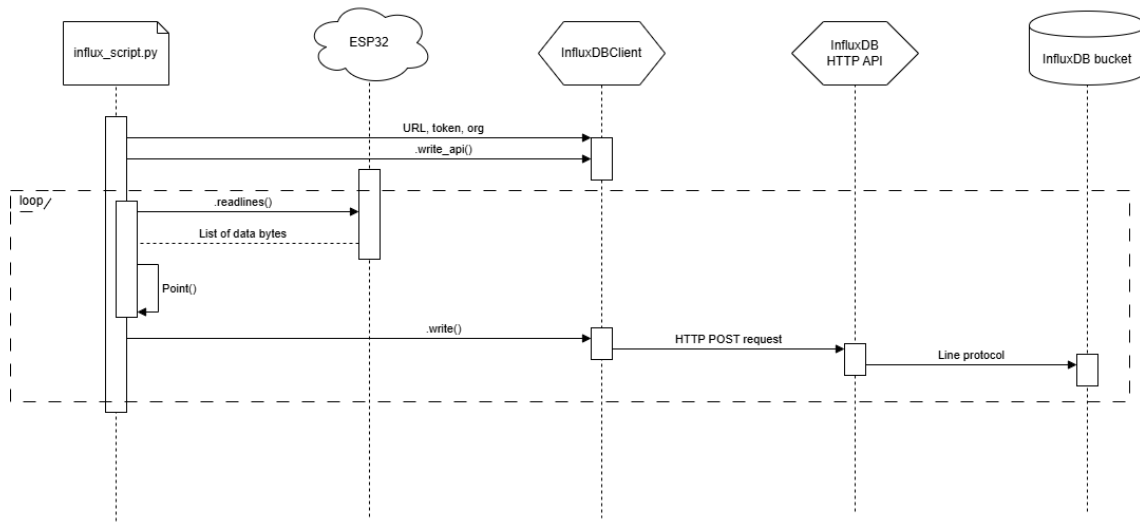 influx_script.py
ESP32
InfluxDBClient
InfluxDB
HTTP API
InfluxDB bucket
URL, token, org
.write_api()
loop
.readlines()
List of data bytes
Point()
.write()
HTTP POST request
Line protocol